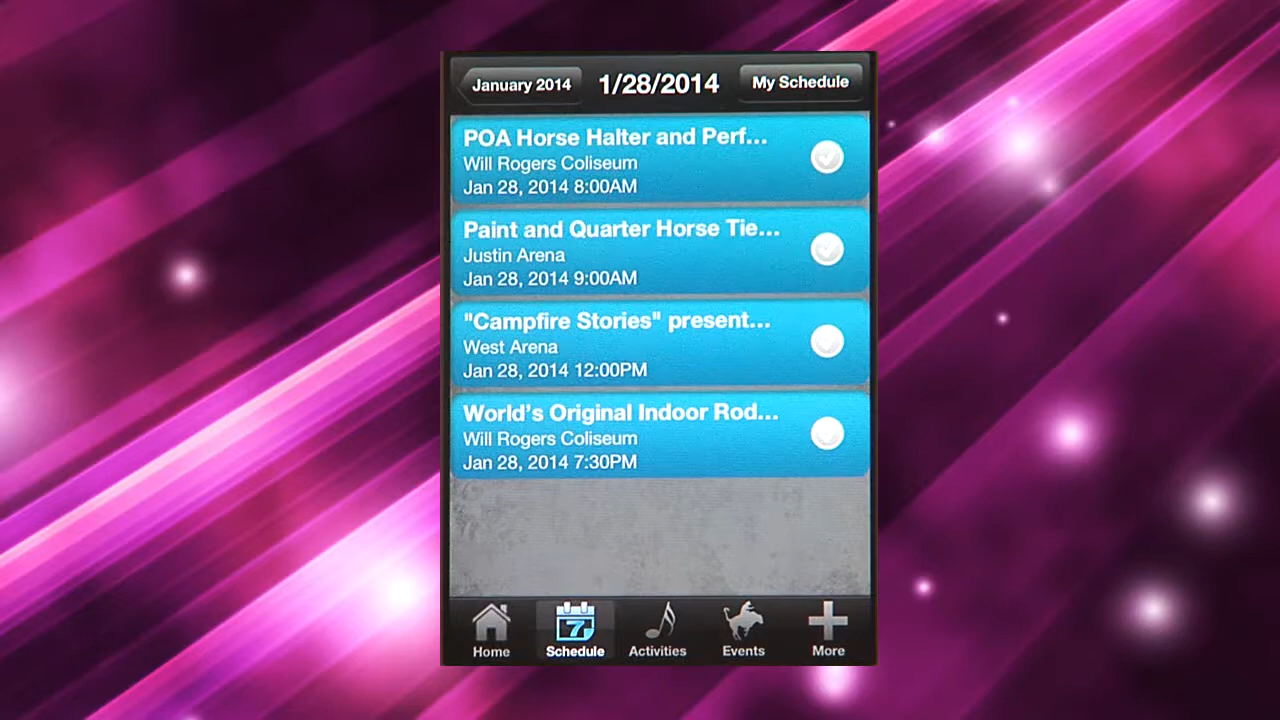 January 2014 1/28/2014 My Schedule
POA Horse Halter and Perf...
Will Rogers Coliseum
Jan 28, 2014 8:00AM
Paint and Quarter Horse Tie...
Justin Arena
Jan 28, 2014 9:00AM
"Campfire Stories" present...
West Arena
Jan 28, 2014 12:00PM
World's Original Indoor Rod...
Will Rogers Coliseum
Jan 28, 2014 7:30PM
7
Home Schedule Activities Events More